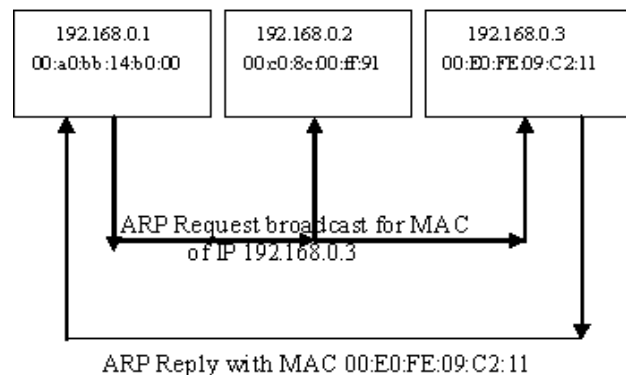 192.168.0.1
00:a0:bb:14:b0:00
192.168.0.2
00:c0:8c:00:ff:91
192.168.0.3
00:E0:FE:09:C2:11
ARP Request broadcast for MAC
of IP 192.168.0.3
ARP Reply with MAC 00:E0:FE:09:C2:11